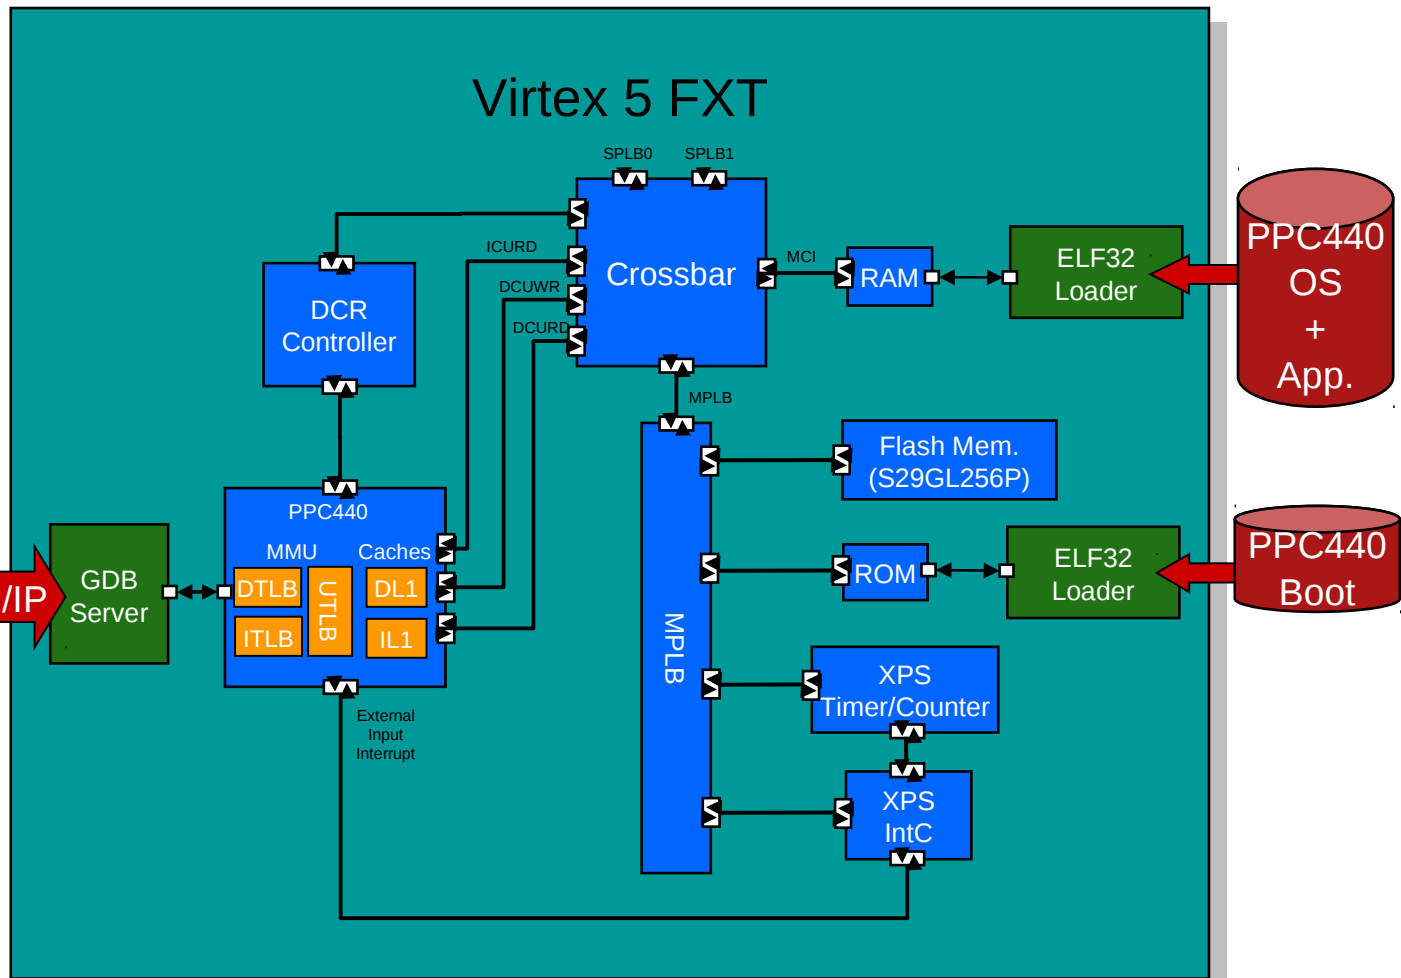 Virtex 5 FXT
SPLB0
SPLB1
ICURD
DCUWR
DCURD
Crossbar
MCI
RAM
ELF32
Loader
PPC440
OS
+
App.
DCR
Controller
MPLB
Flash Mem.
(S29GL256P)
PPC440
MMU
Caches
DTLB
UTLB
DL1
ITLB
IL1
/IP
GDB
Server
MPLB
ROM
ELF32
Loader
PPC440
Boot
XPS
Timer/Counter
External
Input
Interrupt
XPS
IntC